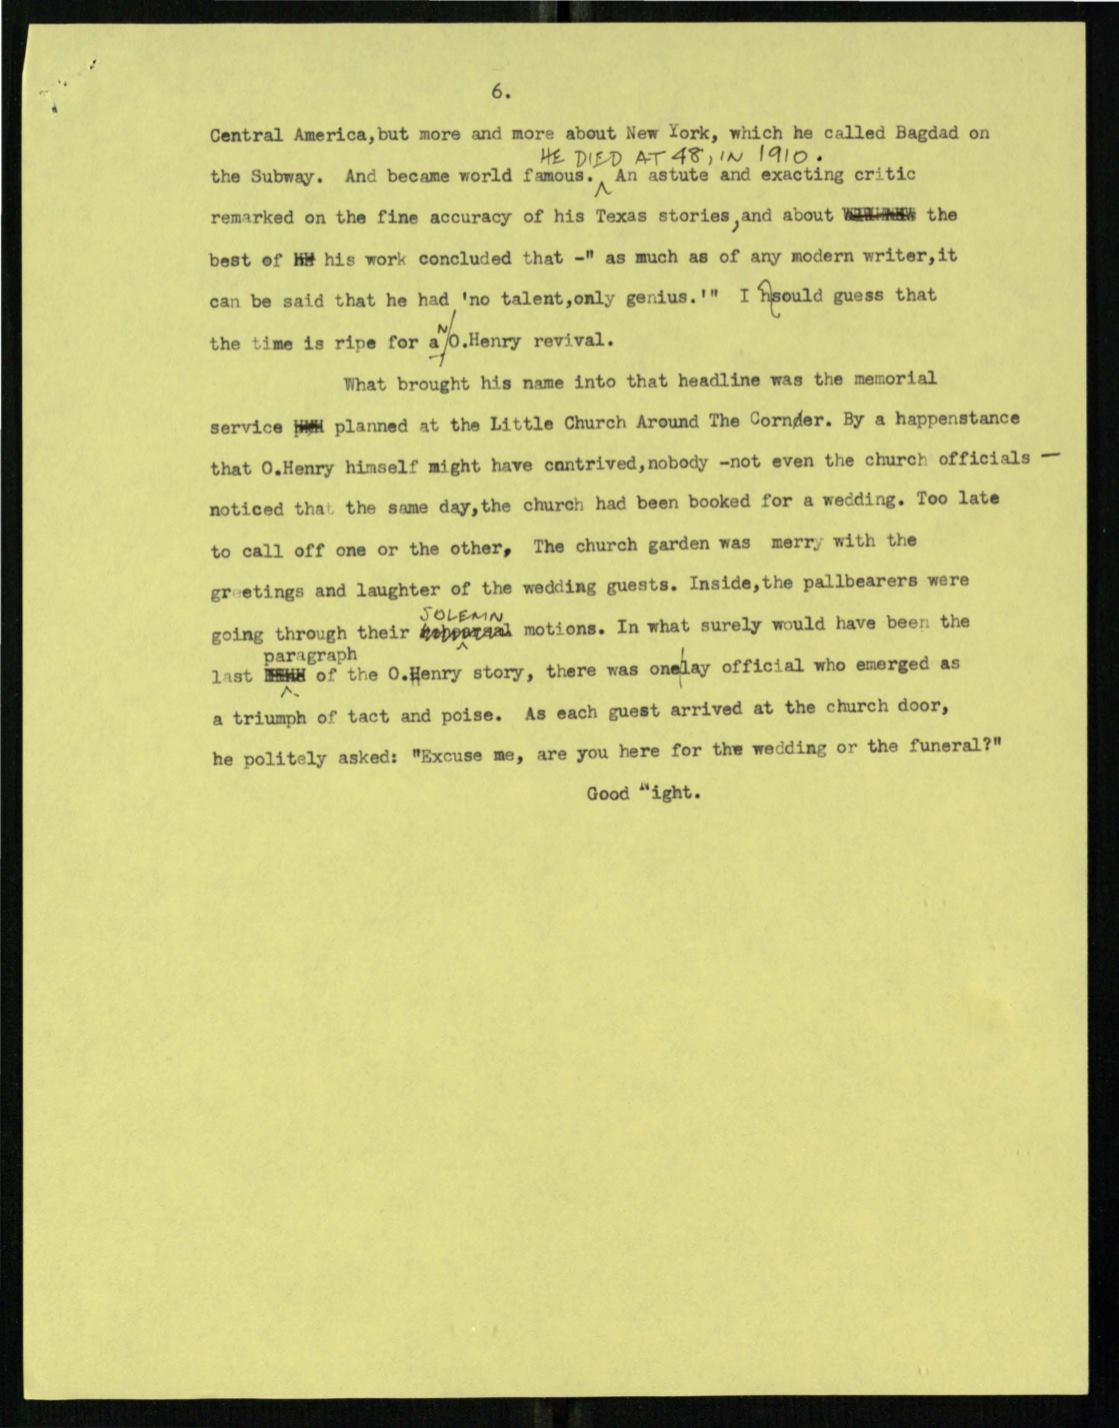 6.
Central America,but more and more about New York, which he called Bagdad on
HE DIED AT 48, IN 1910.
the Subway. And became world famous. An astute and exacting critic
remarked on the fine accuracy of his Texas stories,and about the
best of his work concluded that -" as much as of any modern writer,it
can be said that he had 'no talent,only genius.'" I hsould guess that
N
the time is ripe for a O.Henry revival.
What brought his name into that headline was the memorial
service planned at the Little Church Around The Corner. By a happenstance
that O.Henry himself might have cnntrived,nobody -not even the church officials —
noticed that the same day,the church had been booked for a wedding. Too late
to call off one or the other, The church garden was merry with the
greetings and laughter of the wedding guests. Inside,the pallbearers were
SOLEMN
going through their rehearsal motions. In what surely would have been the
paragraph
last of the O.Henry story, there was one lay official who emerged as
a triumph of tact and poise. As each guest arrived at the church door,
he politely asked: "Excuse me, are you here for the wedding or the funeral?"
Good Night.